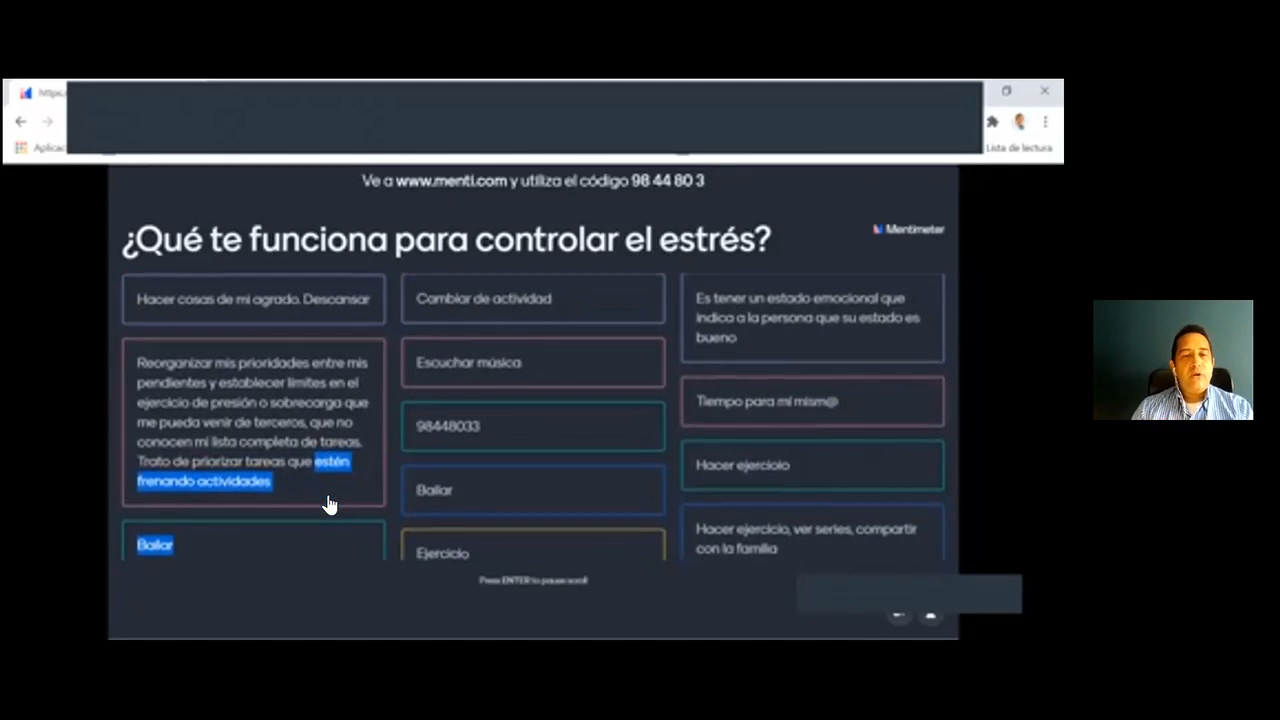 Lista de lectura
Ve a www.menti.com y utiliza el código 98 44 80 3
¿Qué te funciona para controlar el estrés?
Mentimeter
Hacer cosas de mi agrado. Descansar
Reorganizar mis prioridades entre mis
pendientes y establecer límites en el
ejercicio de presión o sobrecarga que
me pueda venir de terceros, que no
conocen mi lista completa de tareas.
Trato de priorizar tareas que estén
frenando actividades
Bailar
Cambiar de actividad
Escuchar música
98448033
Bailar
Ejercicio
Es tener un estado emocional que
indica a la persona que su estado es
bueno
Tiempo para mí mism@
Hacer ejercicio
Hacer ejercicio, ver series, compartir
con la familia
Press ENTER to pause scroll